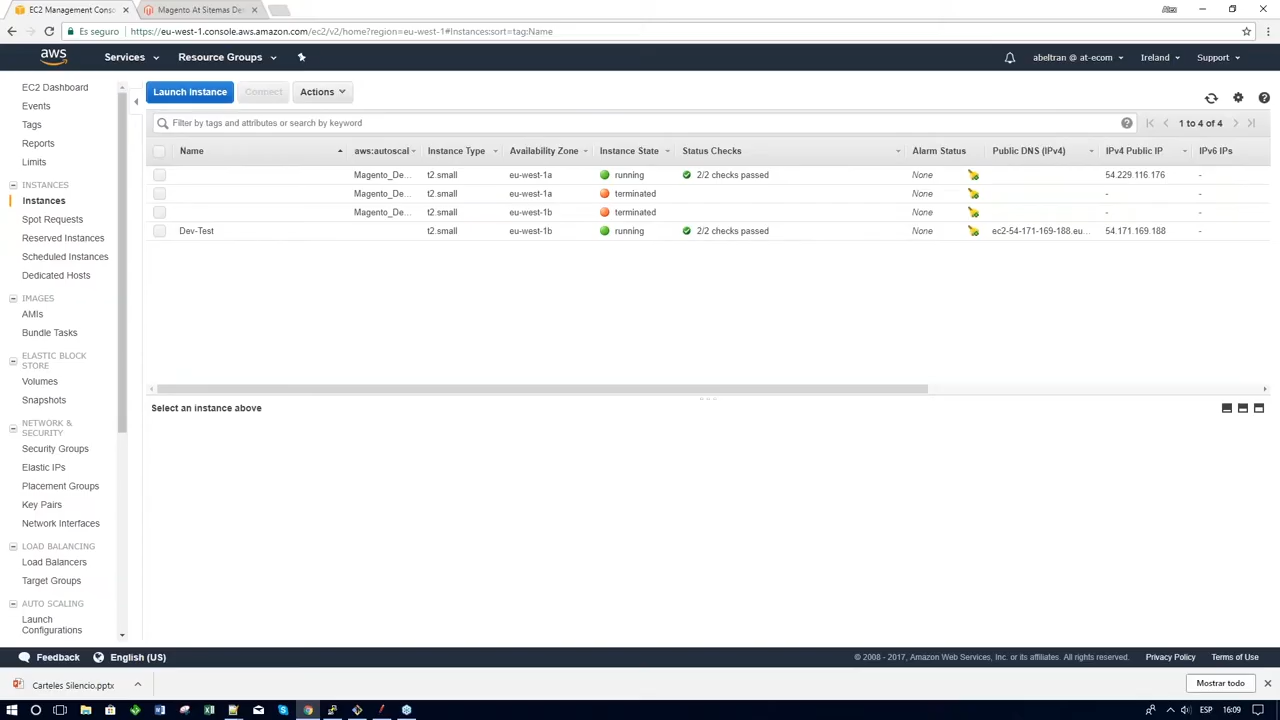 EC2 Management Conso
Magento At Sitemas Des
Alex
Es seguro
https://eu-west-1.console.aws.amazon.com/ec2/v2/home?region=eu-west-1#Instances:sort=tag:Name
aws
Services
Resource Groups
abeltran @ at-ecom
Ireland
Support
EC2 Dashboard
Events
Tags
Reports
Limits
INSTANCES
Instances
Spot Requests
Reserved Instances
Scheduled Instances
Dedicated Hosts
IMAGES
AMIs
Bundle Tasks
ELASTIC BLOCK
STORE
Volumes
Snapshots
NETWORK &
SECURITY
Security Groups
Elastic IPs
Placement Groups
Key Pairs
Network Interfaces
LOAD BALANCING
Load Balancers
Target Groups
AUTO SCALING
Launch
Configurations
Launch Instance
Connect
Actions
Filter by tags and attributes or search by keyword
1 to 4 of 4
Name aws:autoscal Instance Type Availability Zone Instance State Status Checks Alarm Status Public DNS (IPv4) IPv4 Public IP IPv6 IPs
Magento_De... t2.small eu-west-1a running 2/2 checks passed None 54.229.116.176 -
Magento_De... t2.small eu-west-1a terminated None - -
Magento_De... t2.small eu-west-1b terminated None - -
Dev-Test t2.small eu-west-1b running 2/2 checks passed None ec2-54-171-169-188.eu... 54.171.169.188 -
Select an instance above
Feedback
English (US)
© 2008 - 2017, Amazon Web Services, Inc. or its affiliates. All rights reserved.
Privacy Policy
Terms of Use
Carteles Silencio.pptx
Mostrar todo
ESP
16:09